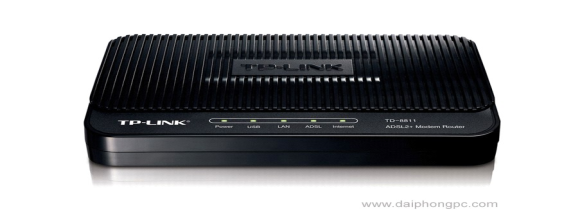 TP-LINK
TP-LINK®
Power USB LAN ADSL Internet
TD-8811
ADSL2+ Modem Router
www.daiphongpc.com